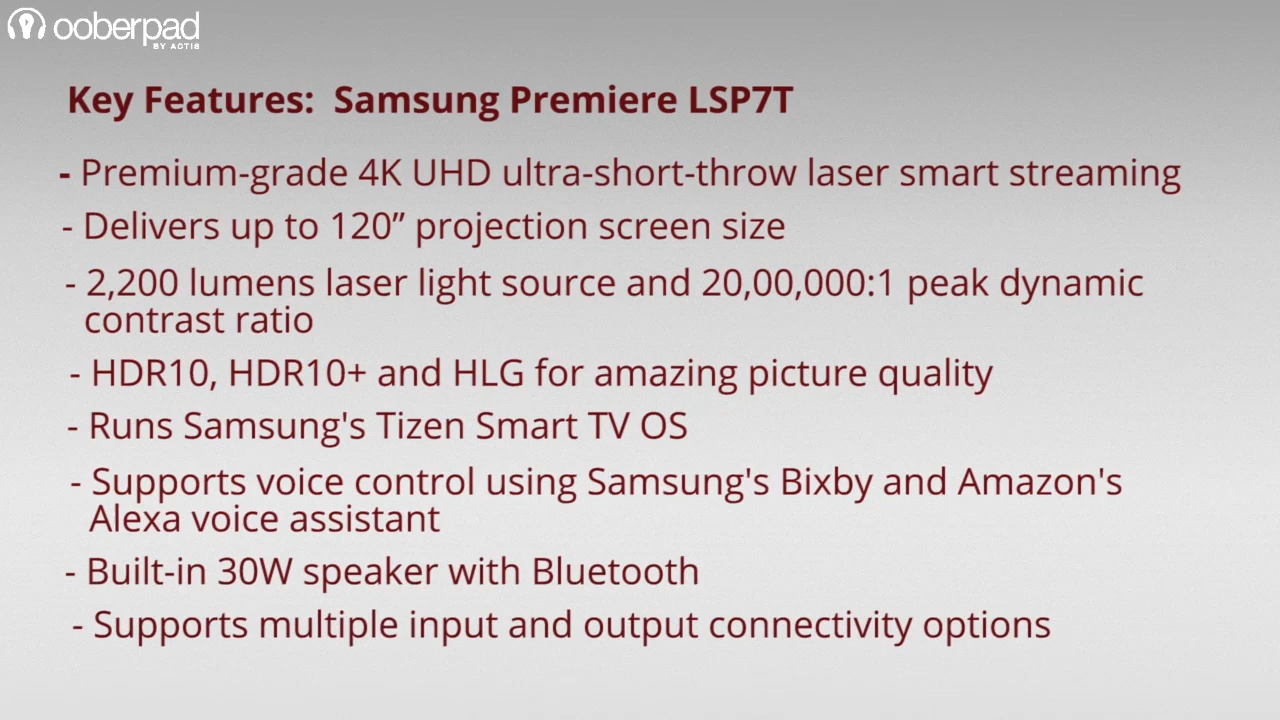 ooberpad
BY ACTIS
Key Features:  Samsung Premiere LSP7T
- Premium-grade 4K UHD ultra-short-throw laser smart streaming
- Delivers up to 120” projection screen size
- 2,200 lumens laser light source and 20,00,000:1 peak dynamic
contrast ratio
- HDR10, HDR10+ and HLG for amazing picture quality
- Runs Samsung's Tizen Smart TV OS
- Supports voice control using Samsung's Bixby and Amazon's
Alexa voice assistant
- Built-in 30W speaker with Bluetooth
- Supports multiple input and output connectivity options